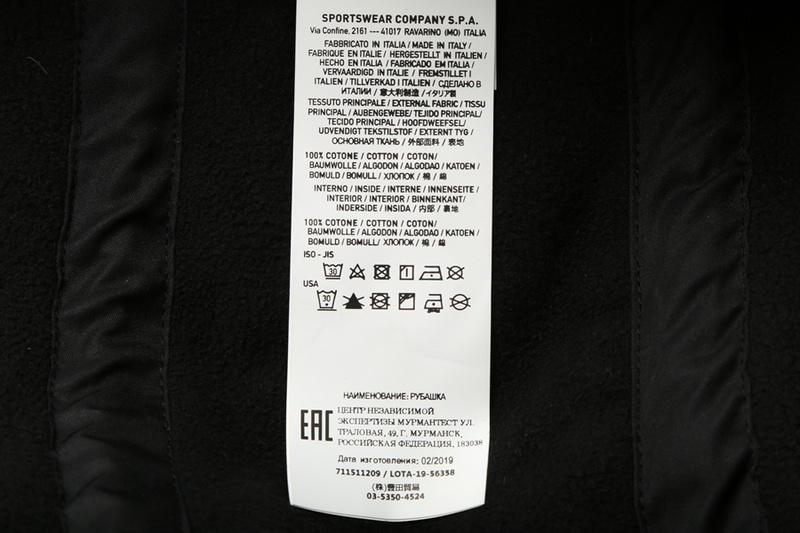 SPORTSWEAR COMPANY S.P.A.
Via Confine, 2161 --- 41017 RAVARINO (MO) ITALIA
FABBRICATO IN ITALIA / MADE IN ITALY /
FABRIQUE EN ITALIE / HERGESTELLT IN ITALIEN /
HECHO EN ITALIA / FABRICADO EM ITALIA /
VERVAARDIGD IN ITALIE / FREMSTILLET I
ITALIEN / TILLVERKAD I ITALIEN / СДЕЛАНО В
ИТАЛИИ / 意大利制造 / イタリア製
TESSUTO PRINCIPALE / EXTERNAL FABRIC / TISSU
PRINCIPAL / AUBENGEWEBE / TEJIDO PRINCIPAL/
TECIDO PRINCIPAL / HOOFDWEEFSEL/
UDVENDIGT TEKSTILSTOF / EXTERNT TYG /
ОСНОВНАЯ ТКАНЬ / 外部面料 / 表地
100% COTONE / COTTON / COTON/
BAUMWOLLE / ALGODON / ALGODAO / KATOEN /
BOMULD / BOMULL / ХЛОПОК / 棉 / 綿
INTERNO / INSIDE / INTERNE / INNENSEITE /
INTERIOR / INTERIOR / BINNENKANT/
INDERSIDE / INSIDA / 内部 / 裏地
100% COTONE / COTTON / COTON/
BAUMWOLLE / ALGODON / ALGODAO / KATOEN /
BOMULD / BOMULL/ ХЛОПОК / 棉 / 綿
ISO - JIS
30
USA
30
НАИМЕНОВАНИЕ: РУБАШКА
EAC
ЦЕНТР НЕЗАВИСИМОЙ
ЭКСПЕРТИЗЫ МУРМАНТЕСТ УЛ.
ТРАЛОВАЯ, 49, Г. МУРМАНСК,
РОССИЙСКАЯ ФЕДЕРАЦИЯ, 183038
Дата изготовления: 02/2019
711511209 / LOTA-19-56358
(株)豊田貿易
03-5350-4524